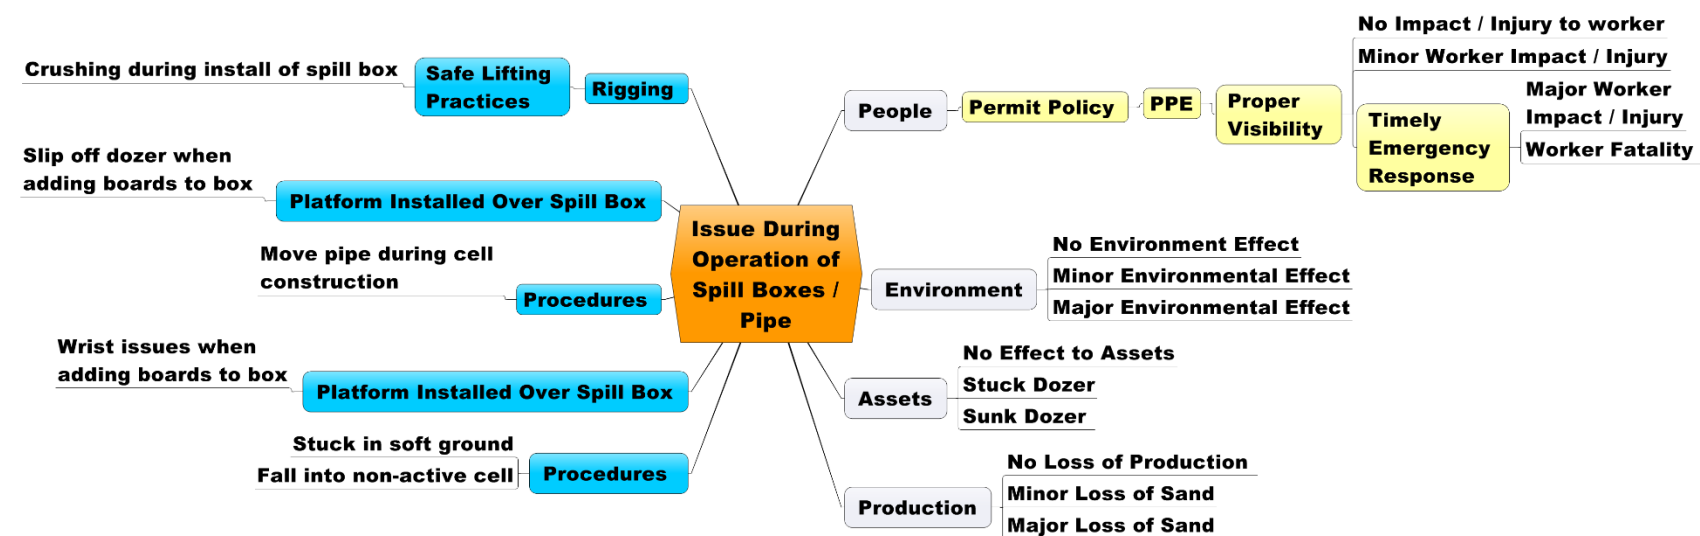 Crushing during install of spill box
Safe Lifting
Practices
Rigging
Slip off dozer when
adding boards to box
Platform Installed Over Spill Box
Move pipe during cell
construction
Procedures
Wrist issues when
adding boards to box
Platform Installed Over Spill Box
Stuck in soft ground
Fall into non-active cell
Procedures
Issue During
Operation of
Spill Boxes /
Pipe
People
Permit Policy
PPE
Proper
Visibility
No Impact / Injury to worker
Minor Worker Impact / Injury
Timely
Emergency
Response
Major Worker
Impact / Injury
Worker Fatality
Environment
No Environment Effect
Minor Environmental Effect
Major Environmental Effect
Assets
No Effect to Assets
Stuck Dozer
Sunk Dozer
Production
No Loss of Production
Minor Loss of Sand
Major Loss of Sand